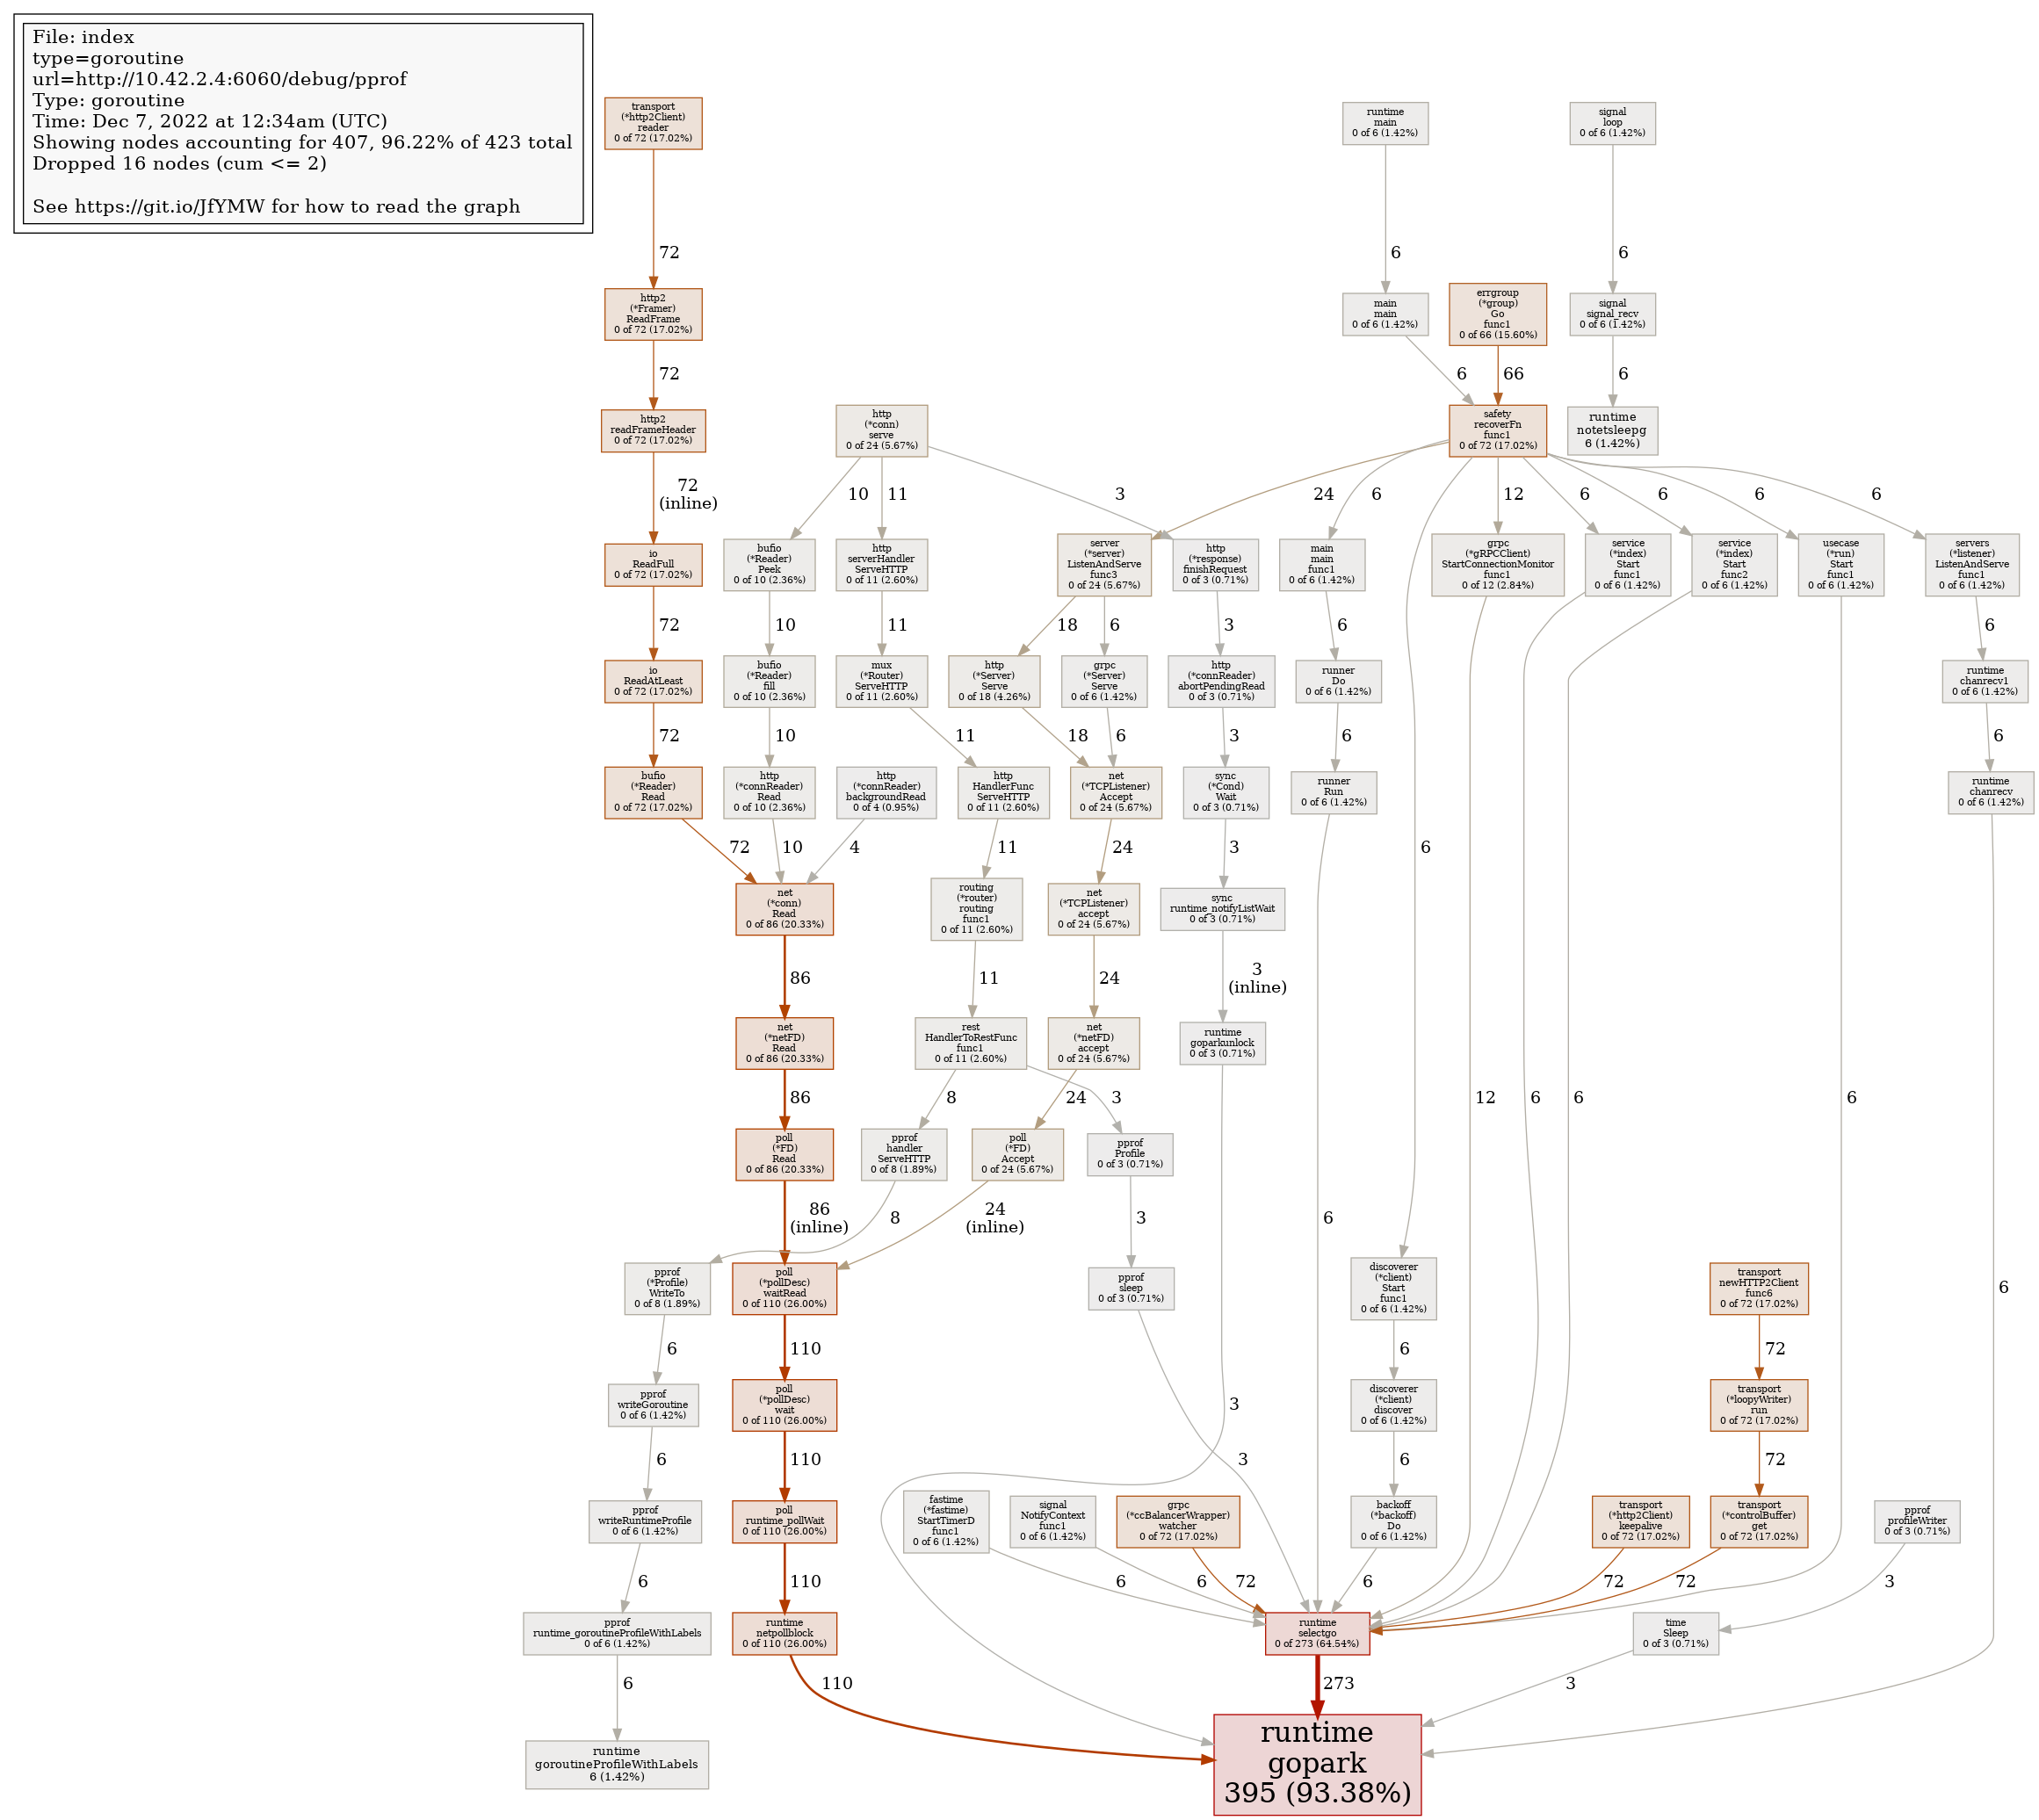 File: index
type=goroutine
url=http://10.42.2.4:6060/debug/pprof
Type: goroutine
Time: Dec 7, 2022 at 12:34am (UTC)
Showing nodes accounting for 407, 96.22% of 423 total
Dropped 16 nodes (cum <= 2)
See https://git.io/JfYMW for how to read the graph
transport
(*http2Client)
reader
0 of 72 (17.02%)
runtime
main
0 of 6 (1.42%)
signal
loop
0 of 6 (1.42%)
72
6
6
http2
(*Framer)
ReadFrame
0 of 72 (17.02%)
main
main
0 of 6 (1.42%)
errgroup
(*group)
Go
func1
0 of 66 (15.60%)
signal
signal_recv
0 of 6 (1.42%)
72
6
66
6
http2
readFrameHeader
0 of 72 (17.02%)
http
(*conn)
serve
0 of 24 (5.67%)
safety
recoverFn
func1
0 of 72 (17.02%)
runtime
notetsleepg
6 (1.42%)
72
(inline)
10
11
3
24
6
12
6
6
6
6
io
ReadFull
0 of 72 (17.02%)
bufio
(*Reader)
Peek
0 of 10 (2.36%)
http
serverHandler
ServeHTTP
0 of 11 (2.60%)
server
(*server)
ListenAndServe
func3
0 of 24 (5.67%)
http
(*response)
finishRequest
0 of 3 (0.71%)
main
main
func1
0 of 6 (1.42%)
grpc
(*gRPCClient)
StartConnectionMonitor
func1
0 of 12 (2.84%)
service
(*index)
Start
func1
0 of 6 (1.42%)
service
(*index)
Start
func2
0 of 6 (1.42%)
usecase
(*run)
Start
func1
0 of 6 (1.42%)
servers
(*listener)
ListenAndServe
func1
0 of 6 (1.42%)
72
10
11
18
6
3
6
6
io
ReadAtLeast
0 of 72 (17.02%)
bufio
(*Reader)
fill
0 of 10 (2.36%)
mux
(*Router)
ServeHTTP
0 of 11 (2.60%)
http
(*Server)
Serve
0 of 18 (4.26%)
grpc
(*Server)
Serve
0 of 6 (1.42%)
http
(*connReader)
abortPendingRead
0 of 3 (0.71%)
runner
Do
0 of 6 (1.42%)
runtime
chanrecv1
0 of 6 (1.42%)
72
10
11
18
6
3
6
6
bufio
(*Reader)
Read
0 of 72 (17.02%)
http
(*connReader)
Read
0 of 10 (2.36%)
http
(*connReader)
backgroundRead
0 of 4 (0.95%)
http
HandlerFunc
ServeHTTP
0 of 11 (2.60%)
net
(*TCPListener)
Accept
0 of 24 (5.67%)
sync
(*Cond)
Wait
0 of 3 (0.71%)
runner
Run
0 of 6 (1.42%)
runtime
chanrecv
0 of 6 (1.42%)
72
10
4
11
24
3
6
net
(*conn)
Read
0 of 86 (20.33%)
routing
(*router)
routing
func1
0 of 11 (2.60%)
net
(*TCPListener)
accept
0 of 24 (5.67%)
sync
runtime_notifyListWait
0 of 3 (0.71%)
86
11
24
3
(inline)
net
(*netFD)
Read
0 of 86 (20.33%)
rest
HandlerToRestFunc
func1
0 of 11 (2.60%)
net
(*netFD)
accept
0 of 24 (5.67%)
runtime
goparkunlock
0 of 3 (0.71%)
86
8
24
3
12
6
6
6
poll
(*FD)
Read
0 of 86 (20.33%)
pprof
handler
ServeHTTP
0 of 8 (1.89%)
poll
(*FD)
Accept
0 of 24 (5.67%)
pprof
Profile
0 of 3 (0.71%)
86
(inline)
8
24
(inline)
3
6
pprof
(*Profile)
WriteTo
0 of 8 (1.89%)
poll
(*pollDesc)
waitRead
0 of 110 (26.00%)
pprof
sleep
0 of 3 (0.71%)
discoverer
(*client)
Start
func1
0 of 6 (1.42%)
transport
newHTTP2Client
func6
0 of 72 (17.02%)
6
6
110
6
72
pprof
writeGoroutine
0 of 6 (1.42%)
poll
(*pollDesc)
wait
0 of 110 (26.00%)
discoverer
(*client)
discover
0 of 6 (1.42%)
transport
(*loopyWriter)
run
0 of 72 (17.02%)
3
6
110
3
6
72
pprof
writeRuntimeProfile
0 of 6 (1.42%)
poll
runtime_pollWait
0 of 110 (26.00%)
fastime
(*fastime)
StartTimerD
func1
0 of 6 (1.42%)
signal
NotifyContext
func1
0 of 6 (1.42%)
grpc
(*ccBalancerWrapper)
watcher
0 of 72 (17.02%)
backoff
(*backoff)
Do
0 of 6 (1.42%)
transport
(*http2Client)
keepalive
0 of 72 (17.02%)
transport
(*controlBuffer)
get
0 of 72 (17.02%)
pprof
profileWriter
0 of 3 (0.71%)
6
110
6
6
72
6
72
72
3
pprof
runtime_goroutineProfileWithLabels
0 of 6 (1.42%)
runtime
netpollblock
0 of 110 (26.00%)
runtime
selectgo
0 of 273 (64.54%)
time
Sleep
0 of 3 (0.71%)
6
110
273
3
runtime
goroutineProfileWithLabels
6 (1.42%)
runtime
gopark
395 (93.38%)